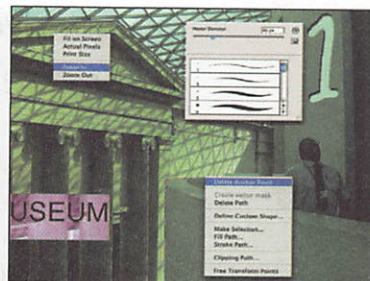 Fit on Screen
Actual Pixels
Print Size
Zoom In
Zoom Out
Master Diameter
1
USEUM
Delete Anchor Point
Create vector mask
Delete Path
Define Custom Shape...
Make Selection...
Fill Path...
Stroke Path...
Clipping Path...
Free Transform Points